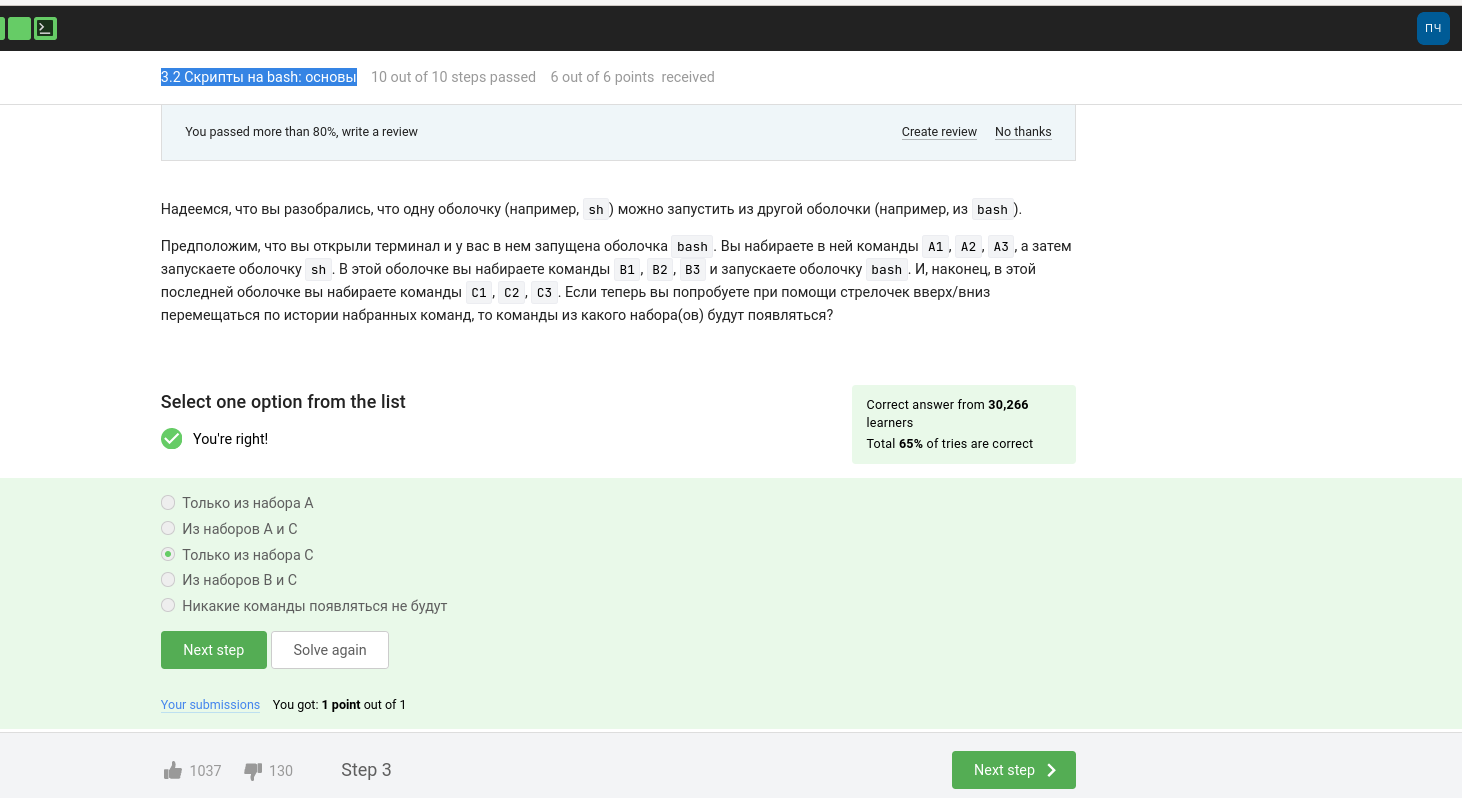 ПЧ
3.2 Скрипты на bash: основы 10 out of 10 steps passed 6 out of 6 points received
You passed more than 80%, write a review Create review No thanks
Надеемся, что вы разобрались, что одну оболочку (например, sh ) можно запустить из другой оболочки (например, из bash ).
Предположим, что вы открыли терминал и у вас в нем запущена оболочка bash . Вы набираете в ней команды A1 , A2 , A3 , а затем
запускаете оболочку sh . В этой оболочке вы набираете команды B1 , B2 , B3 и запускаете оболочку bash . И, наконец, в этой
последней оболочке вы набираете команды C1 , C2 , C3 . Если теперь вы попробуете при помощи стрелочек вверх/вниз
перемещаться по истории набранных команд, то команды из какого набора(ов) будут появляться?
Select one option from the list
You're right!
Correct answer from 30,266
learners
Total 65% of tries are correct
Только из набора A
Из наборов A и C
Только из набора C
Из наборов B и C
Никакие команды появляться не будут
Next step Solve again
Your submissions You got: 1 point out of 1
1037 130 Step 3 Next step